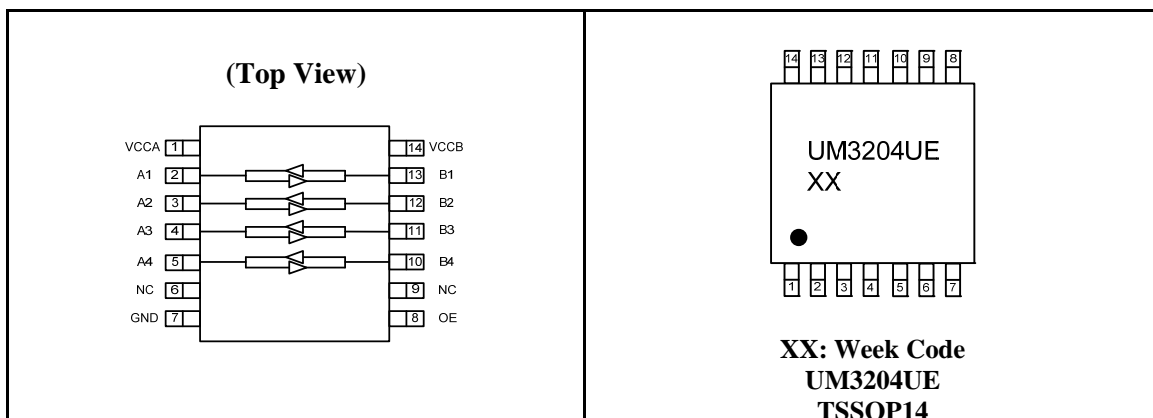 (Top View)
VCCA 1 14 VCCB
A1 2 13 B1
A2 3 12 B2
A3 4 11 B3
A4 5 10 B4
NC 6 9 NC
GND 7 8 OE
14 13 12 11 10 9 8
UM3204UE
XX
1 2 3 4 5 6 7
XX: Week Code
UM3204UE
TSSOP14